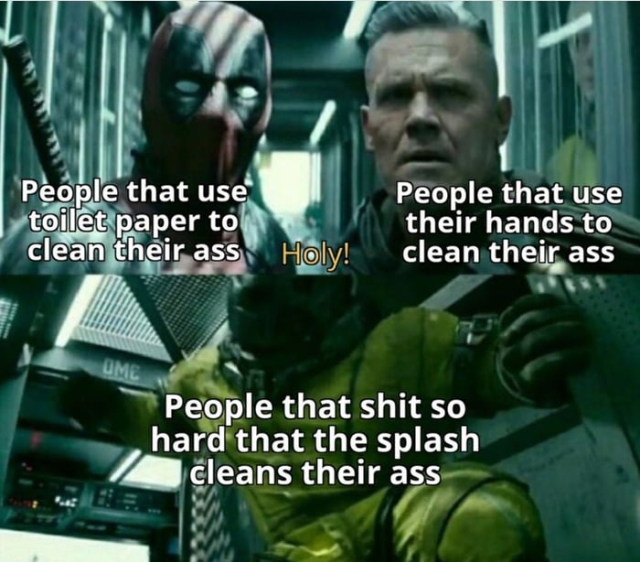 People that use
toilet paper to
clean their ass
Holy!
People that use
their hands to
clean their ass
DMC
People that shit so
hard that the splash
cleans their ass